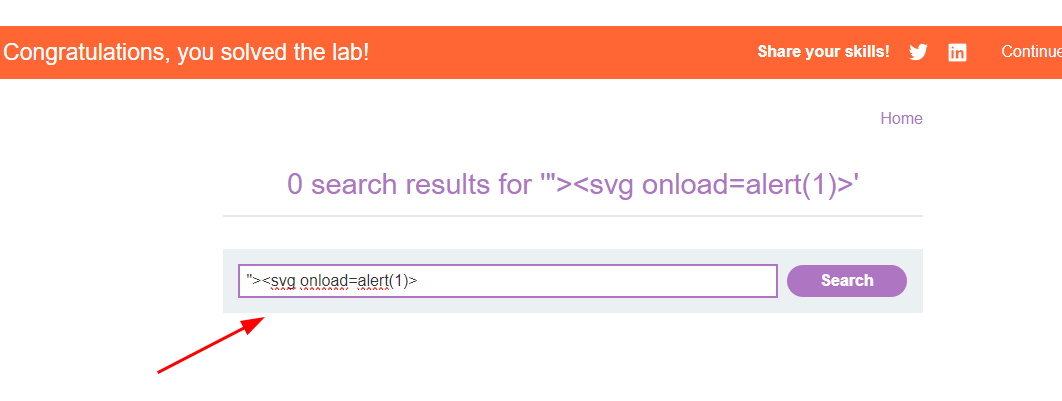 Congratulations, you solved the lab!
Share your skills!
Continue
Home
0 search results for '"><svg onload=alert(1)>'
"><svg onload=alert(1)>
Search